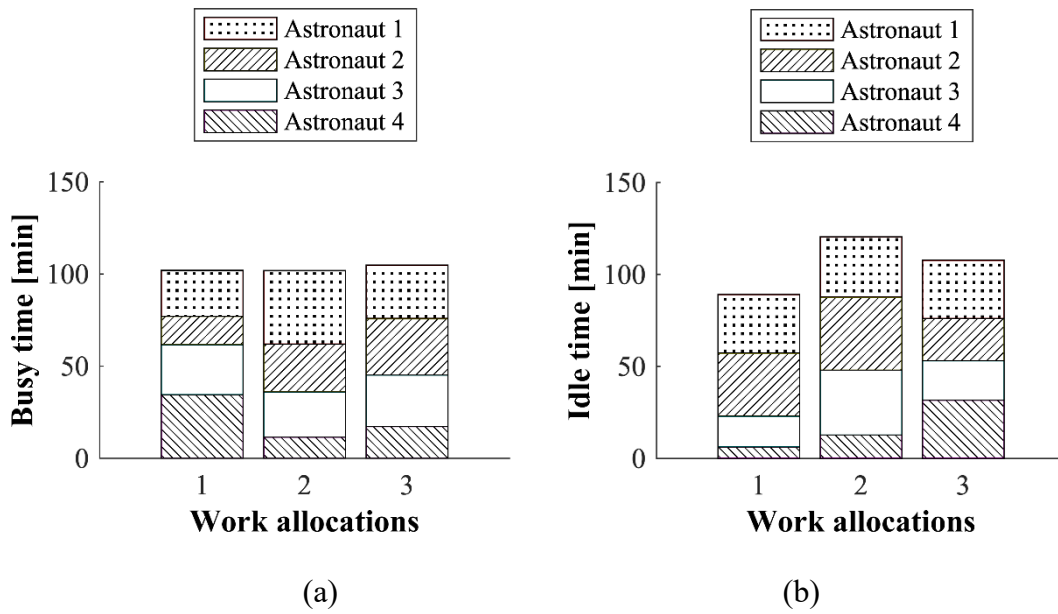 Astronaut 1
Astronaut 2
Astronaut 3
Astronaut 4
150
100
50
0
Busy time [min]
1 2 3
Work allocations
(a)
Astronaut 1
Astronaut 2
Astronaut 3
Astronaut 4
150
100
50
0
Idle time [min]
1 2 3
Work allocations
(b)